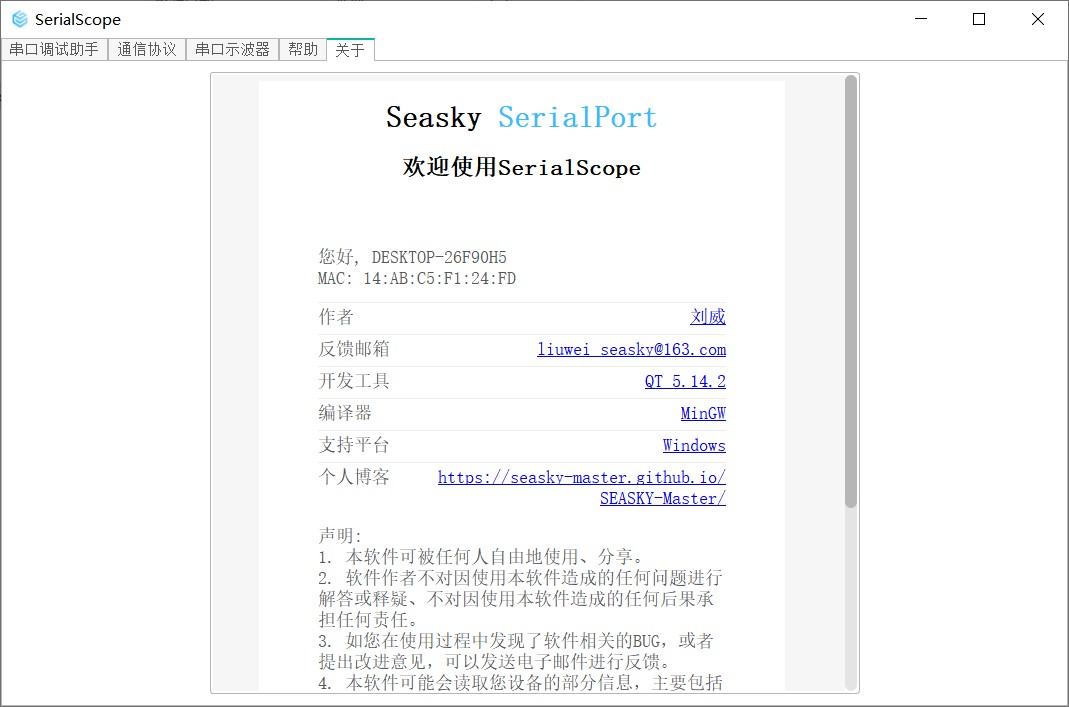 SerialScope
串口调试助手 通信协议 串口示波器 帮助 关于
Seasky SerialPort
欢迎使用SerialScope
您好, DESKTOP-26F90H5
MAC: 14:AB:C5:F1:24:FD
作者 刘威
反馈邮箱 liuwei_seasky@163.com
开发工具 QT 5.14.2
编译器 MinGW
支持平台 Windows
个人博客 https://seasky-master.github.io/
SEASKY-Master/
声明:
1. 本软件可被任何人自由地使用、分享。
2. 软件作者不对因使用本软件造成的任何问题进行
解答或释疑、不对因使用本软件造成的任何后果承
担任何责任。
3. 如您在使用过程中发现了软件相关的BUG，或者
提出改进意见，可以发送电子邮件进行反馈。
4. 本软件可能会读取您设备的部分信息，主要包括